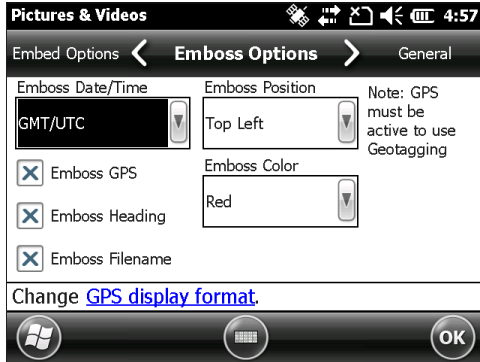 Pictures & Videos 4:57
Embed Options Emboss Options General
Emboss Date/Time
GMT/UTC
Emboss Position
Top Left
Note: GPS
must be
active to use
Geotagging
Emboss GPS
Emboss Heading
Emboss Filename
Emboss Color
Red
Change GPS display format.
OK